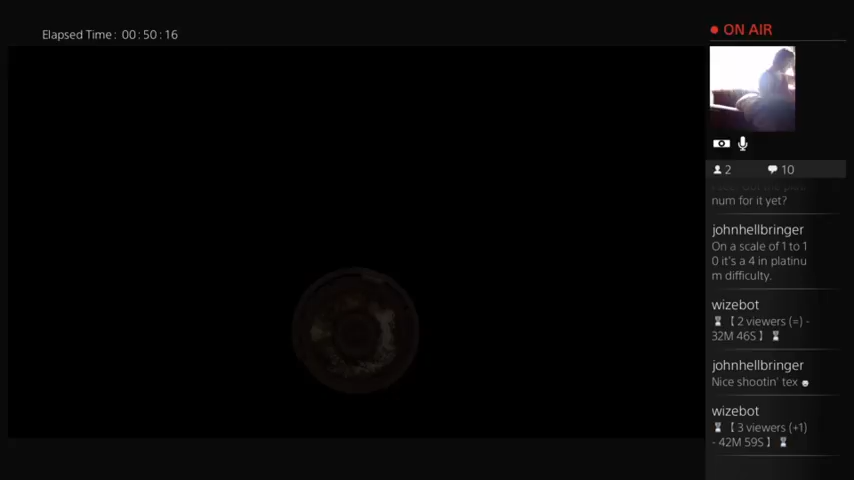 Elapsed Time: 00:50:16
ON AIR
2
10
num for it yet?
johnhellbringer
On a scale of 1 to 1
0 it's a 4 in platinu
m difficulty.
wizebot
[ 2 viewers (=) -
32M 46S ]
johnhellbringer
Nice shootin' tex
wizebot
[ 3 viewers (+1)
- 42M 59S ]